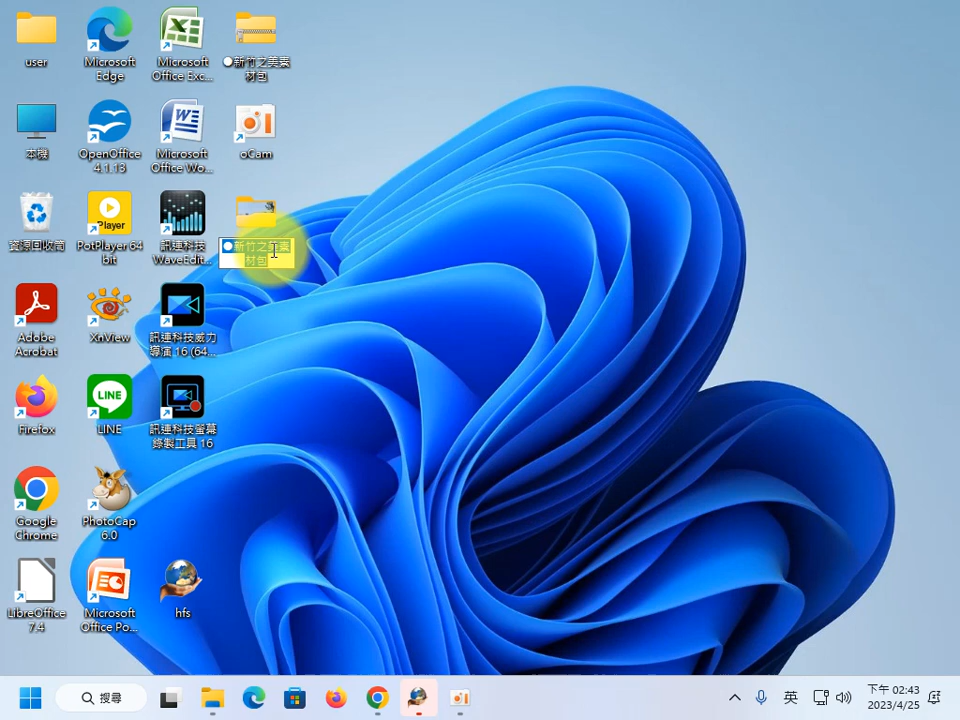 user
Microsoft
Edge
Microsoft
Office Exc...
新竹之美素
材包
本機
OpenOffice
4.1.13
Microsoft
Office Wo...
oCam
資源回收筒
Player
PotPlayer 64
bit
訊連科技
WaveEdit...
新竹之美素
材包
Adobe
Acrobat
XnView
訊連科技威力
導演 16 (64...
Firefox
LINE
LINE
訊連科技螢幕
錄製工具 16
Google
Chrome
PhotoCap
6.0
LibreOffice
7.4
Microsoft
Office Po...
hfs
搜尋
英
下午 02:43
2023/4/25